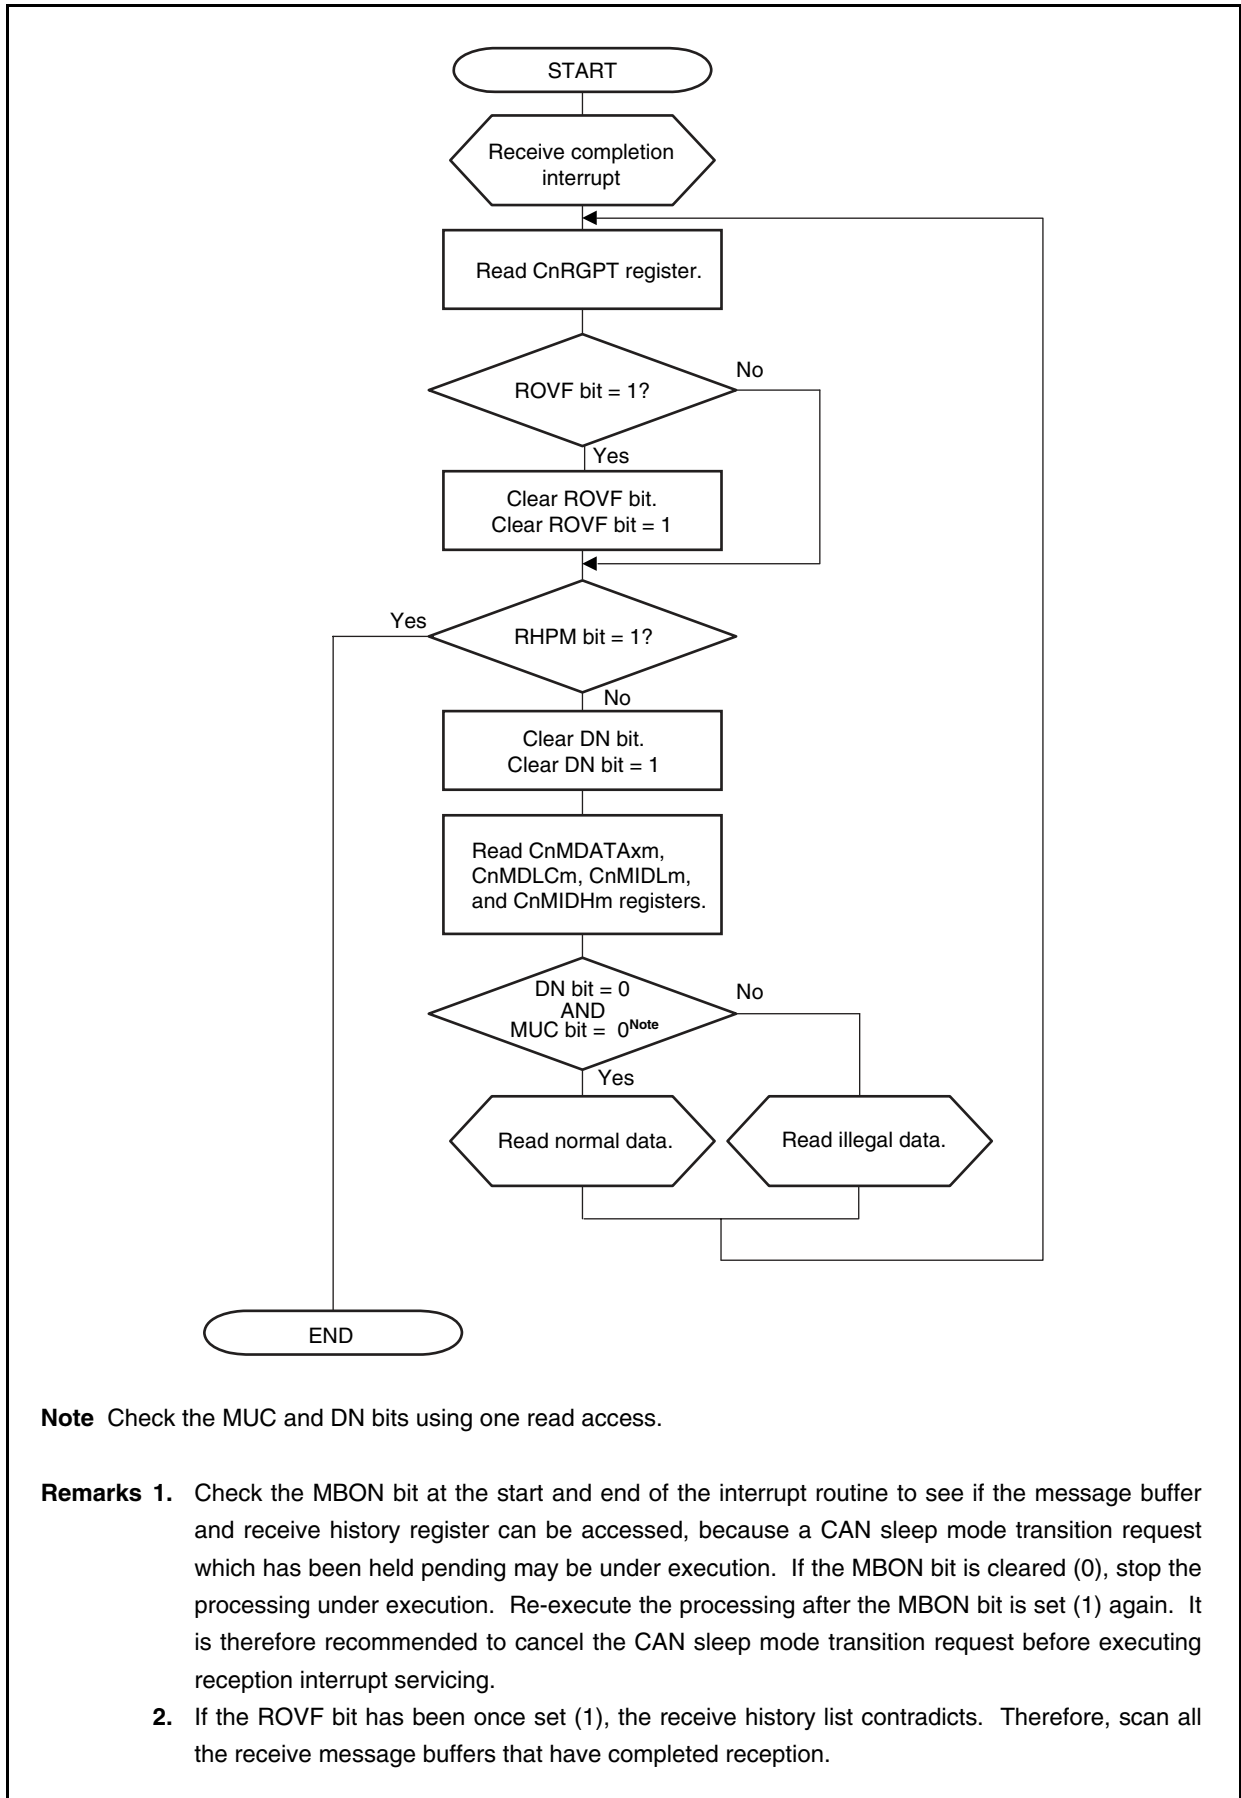 START
Receive completion
interrupt
Read CnRGPT register.
ROVF bit = 1?
No
Yes
Clear ROVF bit.
Clear ROVF bit = 1
Yes
RHPM bit = 1?
No
Clear DN bit.
Clear DN bit = 1
Read CnMDATAxm,
CnMDLCm, CnMIDLm,
and CnMIDHm registers.
DN bit = 0
AND
MUC bit = 0Note
No
Yes
Read normal data.
Read illegal data.
END
Note Check the MUC and DN bits using one read access.
Remarks 1. Check the MBON bit at the start and end of the interrupt routine to see if the message buffer
and receive history register can be accessed, because a CAN sleep mode transition request
which has been held pending may be under execution. If the MBON bit is cleared (0), stop the
processing under execution. Re-execute the processing after the MBON bit is set (1) again. It
is therefore recommended to cancel the CAN sleep mode transition request before executing
reception interrupt servicing.
2. If the ROVF bit has been once set (1), the receive history list contradicts. Therefore, scan all
the receive message buffers that have completed reception.